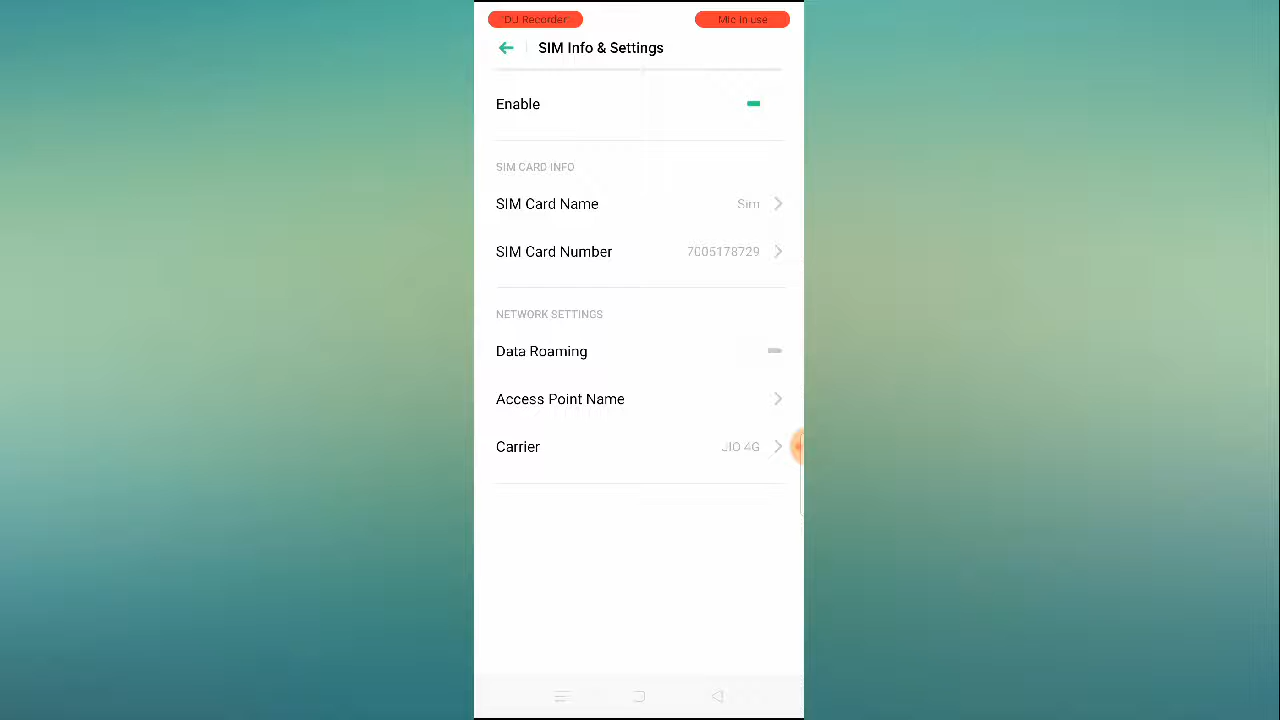 "DU Recorder"
Mic in use
SIM Info & Settings
Enable
SIM CARD INFO
SIM Card Name Sim
SIM Card Number 7005178729
NETWORK SETTINGS
Data Roaming
Access Point Name
Carrier JIO 4G